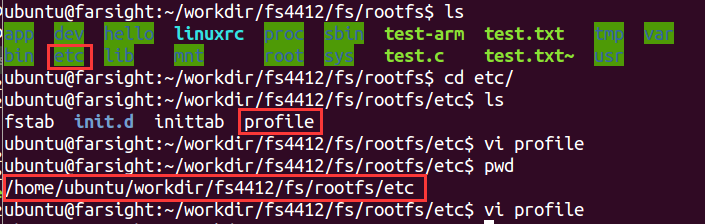 ubuntu@farsight:~/workdir/fs4412/fs/rootfs$ ls
app dev hello linuxrc proc sbin test-arm test.txt tmp var
bin etc lib mnt root sys test.c test.txt~ usr
ubuntu@farsight:~/workdir/fs4412/fs/rootfs$ cd etc/
ubuntu@farsight:~/workdir/fs4412/fs/rootfs/etc$ ls
fstab init.d inittab profile
ubuntu@farsight:~/workdir/fs4412/fs/rootfs/etc$ vi profile
ubuntu@farsight:~/workdir/fs4412/fs/rootfs/etc$ pwd
/home/ubuntu/workdir/fs4412/fs/rootfs/etc
ubuntu@farsight:~/workdir/fs4412/fs/rootfs/etc$ vi profile